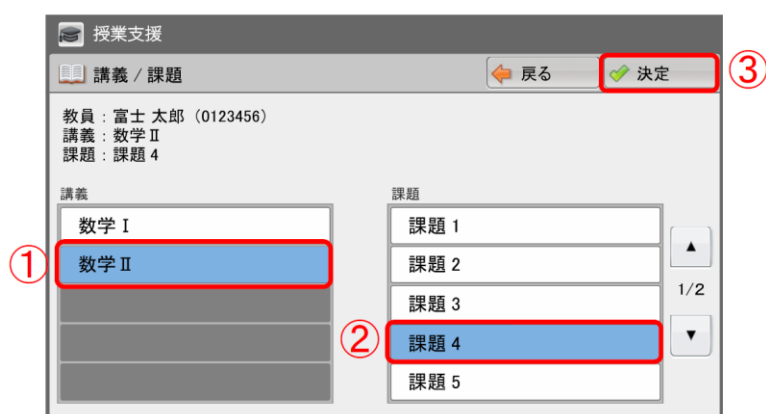 授業支援
講義 / 課題
戻る
決定
③
教員 : 富士 太郎 (0123456)
講義 : 数学Ⅱ
課題 : 課題 4
講義
数学 Ⅰ
① 数学Ⅱ
課題
課題 1
課題 2
課題 3
② 課題 4
課題 5
▲
1/2
▼